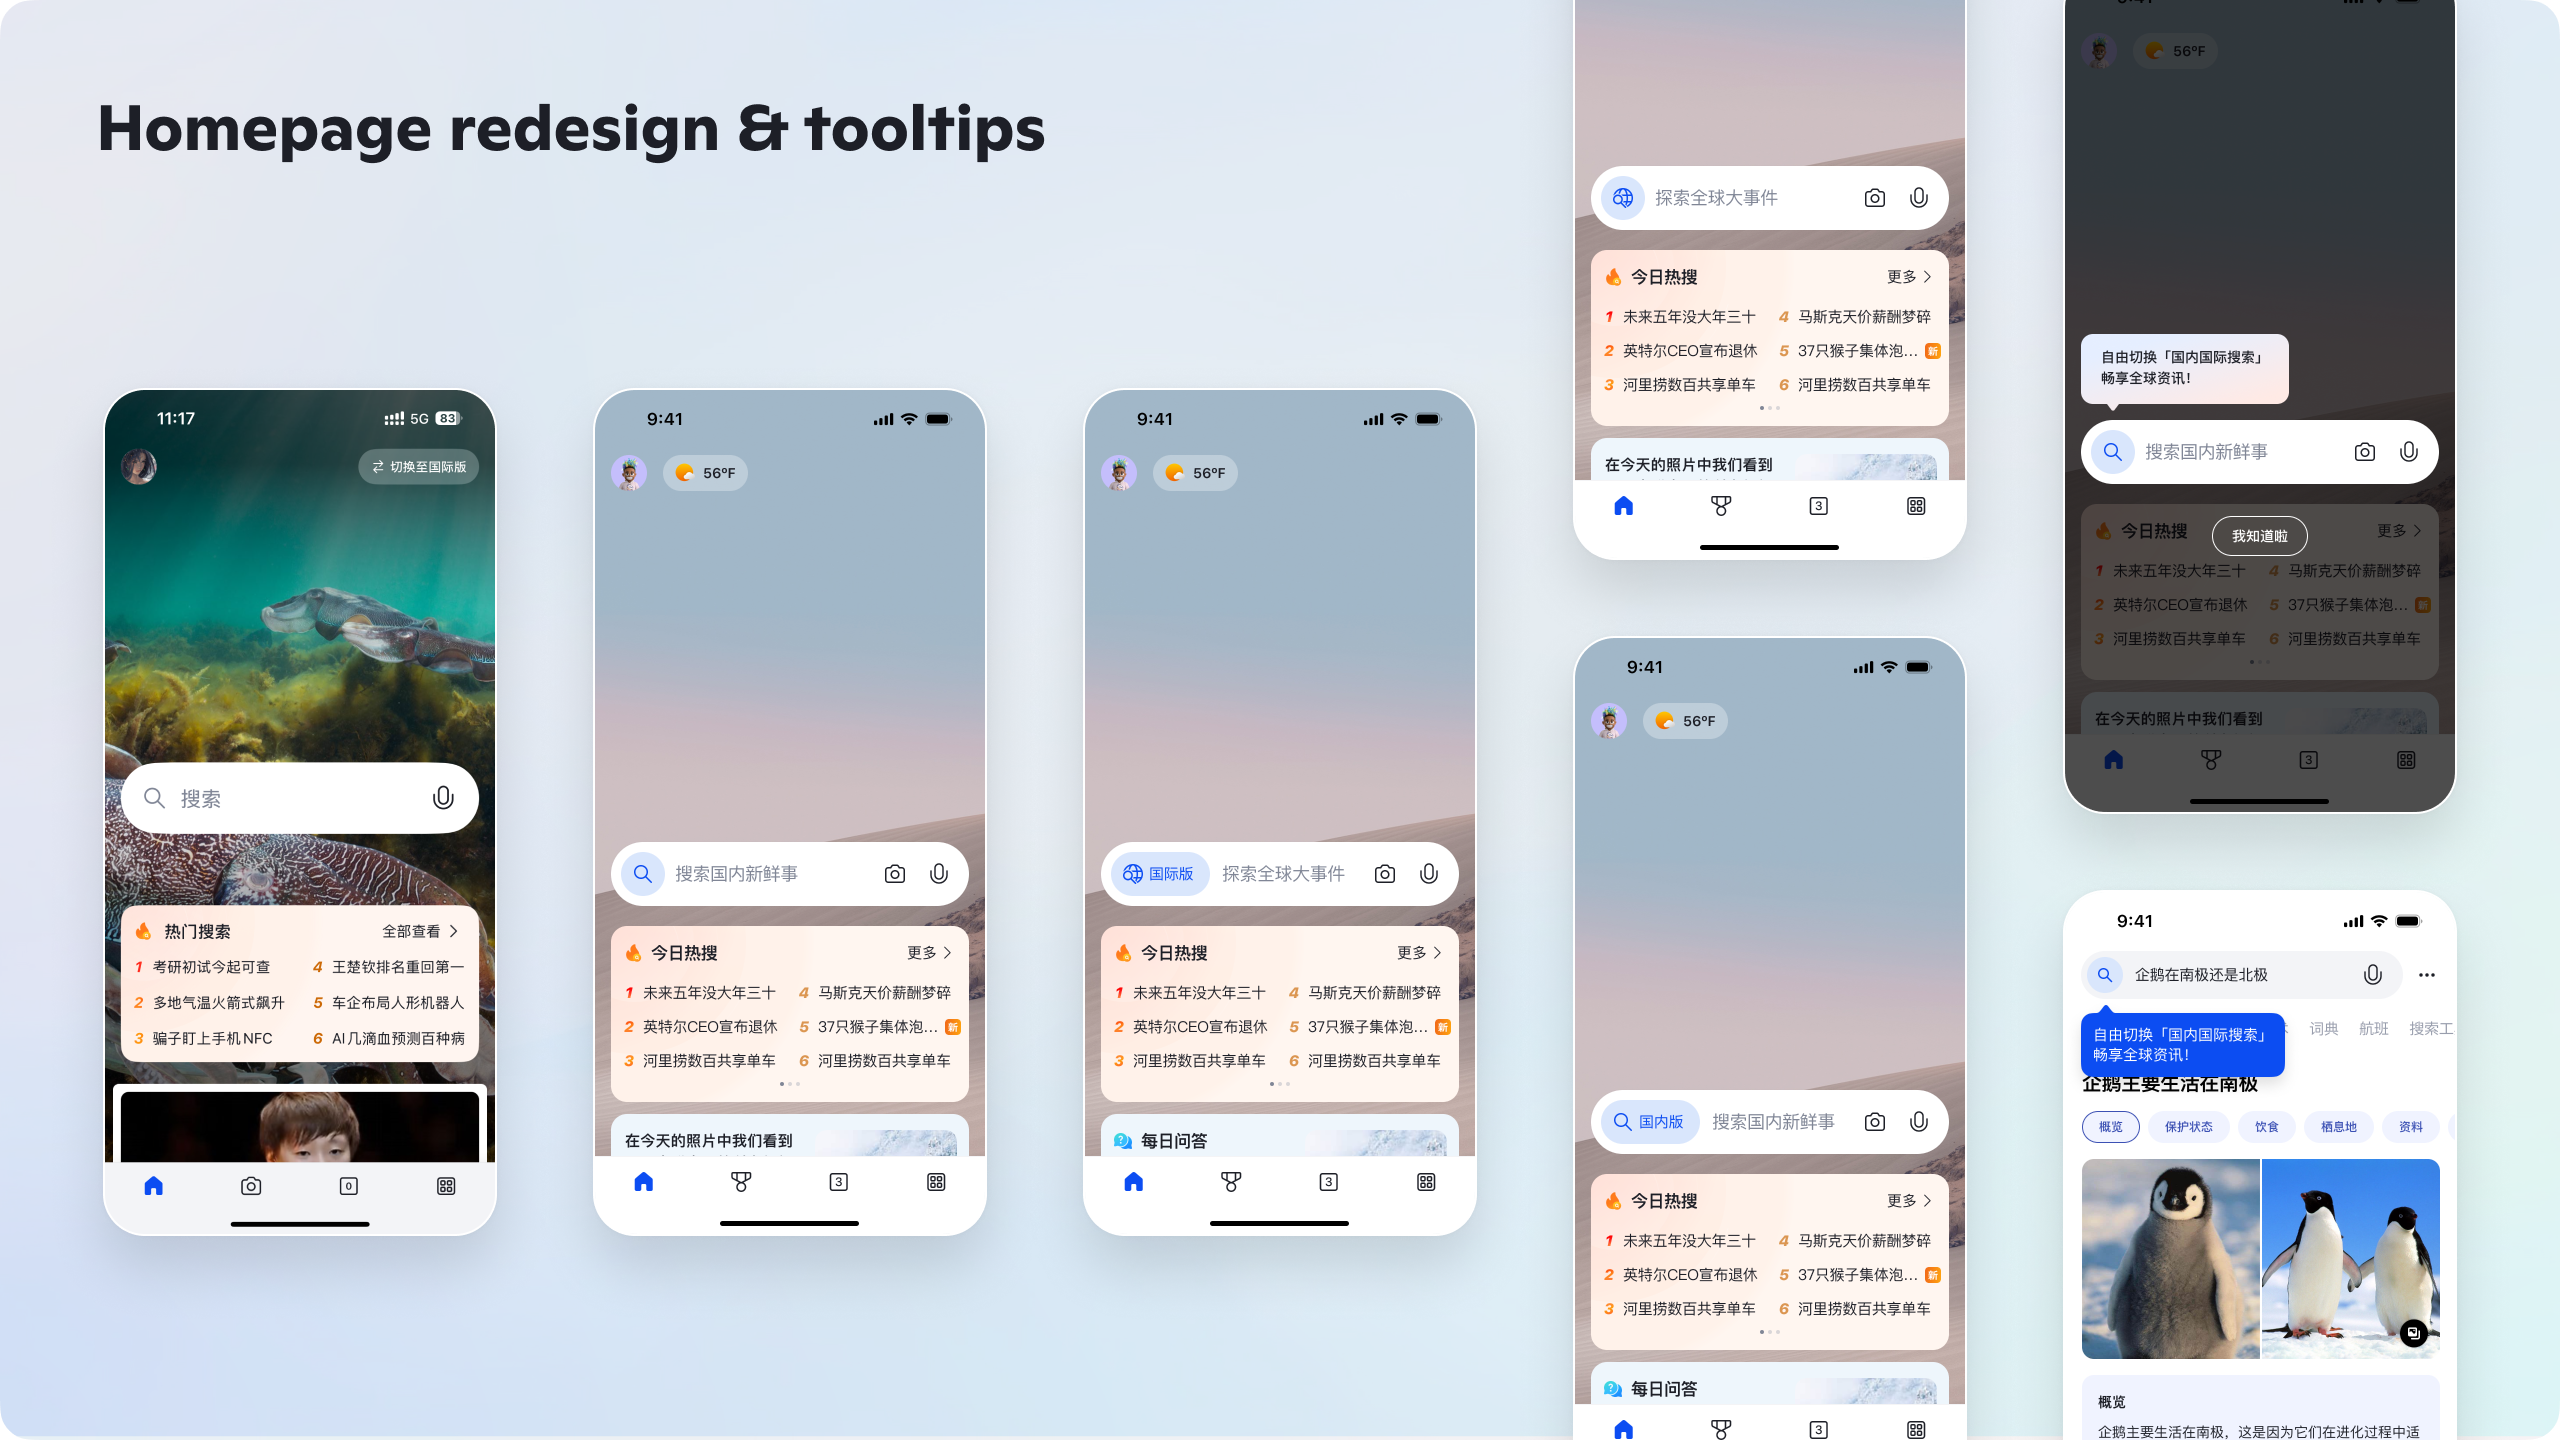 Homepage redesign & tooltips
11:17
5G 83
切换至国际版
搜索
热门搜索
全部查看
1 考研初试今起可查
4 王楚钦排名重回第一
2 多地气温火箭式飙升
5 车企布局人形机器人
3 骗子盯上手机NFC
6 AI几滴血预测百种病
0
9:41
56°F
搜索国内新鲜事
今日热搜
更多
1 未来五年没大年三十
4 马斯克天价薪酬梦碎
2 英特尔CEO宣布退休
5 37只猴子集体泡... 新
3 河里捞数百共享单车
6 河里捞数百共享单车
在今天的照片中我们看到
3
9:41
56°F
国际版
探索全球大事件
今日热搜
更多
1 未来五年没大年三十
4 马斯克天价薪酬梦碎
2 英特尔CEO宣布退休
5 37只猴子集体泡... 新
3 河里捞数百共享单车
6 河里捞数百共享单车
每日问答
3
探索全球大事件
今日热搜
更多
1 未来五年没大年三十
4 马斯克天价薪酬梦碎
2 英特尔CEO宣布退休
5 37只猴子集体泡... 新
3 河里捞数百共享单车
6 河里捞数百共享单车
在今天的照片中我们看到
3
9:41
56°F
国内版
搜索国内新鲜事
今日热搜
更多
1 未来五年没大年三十
4 马斯克天价薪酬梦碎
2 英特尔CEO宣布退休
5 37只猴子集体泡... 新
3 河里捞数百共享单车
6 河里捞数百共享单车
每日问答
3
56°F
自由切换「国内国际搜索」
畅享全球资讯！
搜索国内新鲜事
今日热搜
我知道啦
更多
1 未来五年没大年三十
4 马斯克天价薪酬梦碎
2 英特尔CEO宣布退休
5 37只猴子集体泡... 新
3 河里捞数百共享单车
6 河里捞数百共享单车
在今天的照片中我们看到
3
9:41
企鹅在南极还是北极
词典 航班 搜索工
自由切换「国内国际搜索」
畅享全球资讯！
企鹅主要生活在南极
概览 保护状态 饮食 栖息地 资料
概览
企鹅主要生活在南极，这是因为它们在进化过程中适